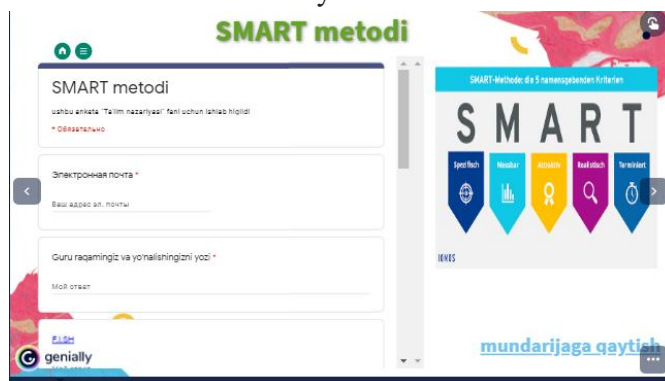 SMART metodi
SMART metodi
ushbu anketa "Ta'lim nazariyasi" fani uchun ishlab hiqildi
* Обязательно
Электронная почта *
Ваш адрес эл. почты
Guru raqamingiz va yo'nalishingizni yozi *
Мой ответ
F.I.SH
genially
SMART-Methode: die 5 namensgebenden Kriterien
S M A R T
Spezifisch Messbar Attraktiv Realistisch Terminiert
IONOS
mundarijaga qaytish